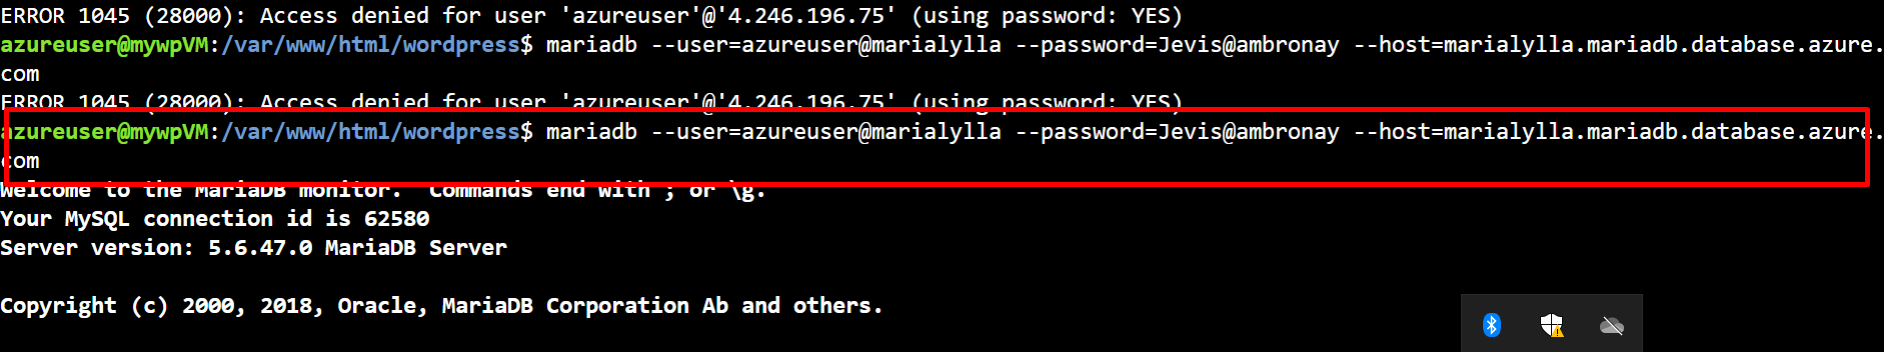 ERROR 1045 (28000): Access denied for user 'azureuser'@'4.246.196.75' (using password: YES)
azureuser@mywpVM:/var/www/html/wordpress$ mariadb --user=azureuser@marialylla --password=Jevis@ambronay --host=marialylla.mariadb.database.azure.
com
ERROR 1045 (28000): Access denied for user 'azureuser'@'4.246.196.75' (using password: YES)
azureuser@mywpVM:/var/www/html/wordpress$ mariadb --user=azureuser@marialylla --password=Jevis@ambronay --host=marialylla.mariadb.database.azure.
com
Welcome to the MariaDB monitor.  Commands end with ; or \g.
Your MySQL connection id is 62580
Server version: 5.6.47.0 MariaDB Server
Copyright (c) 2000, 2018, Oracle, MariaDB Corporation Ab and others.